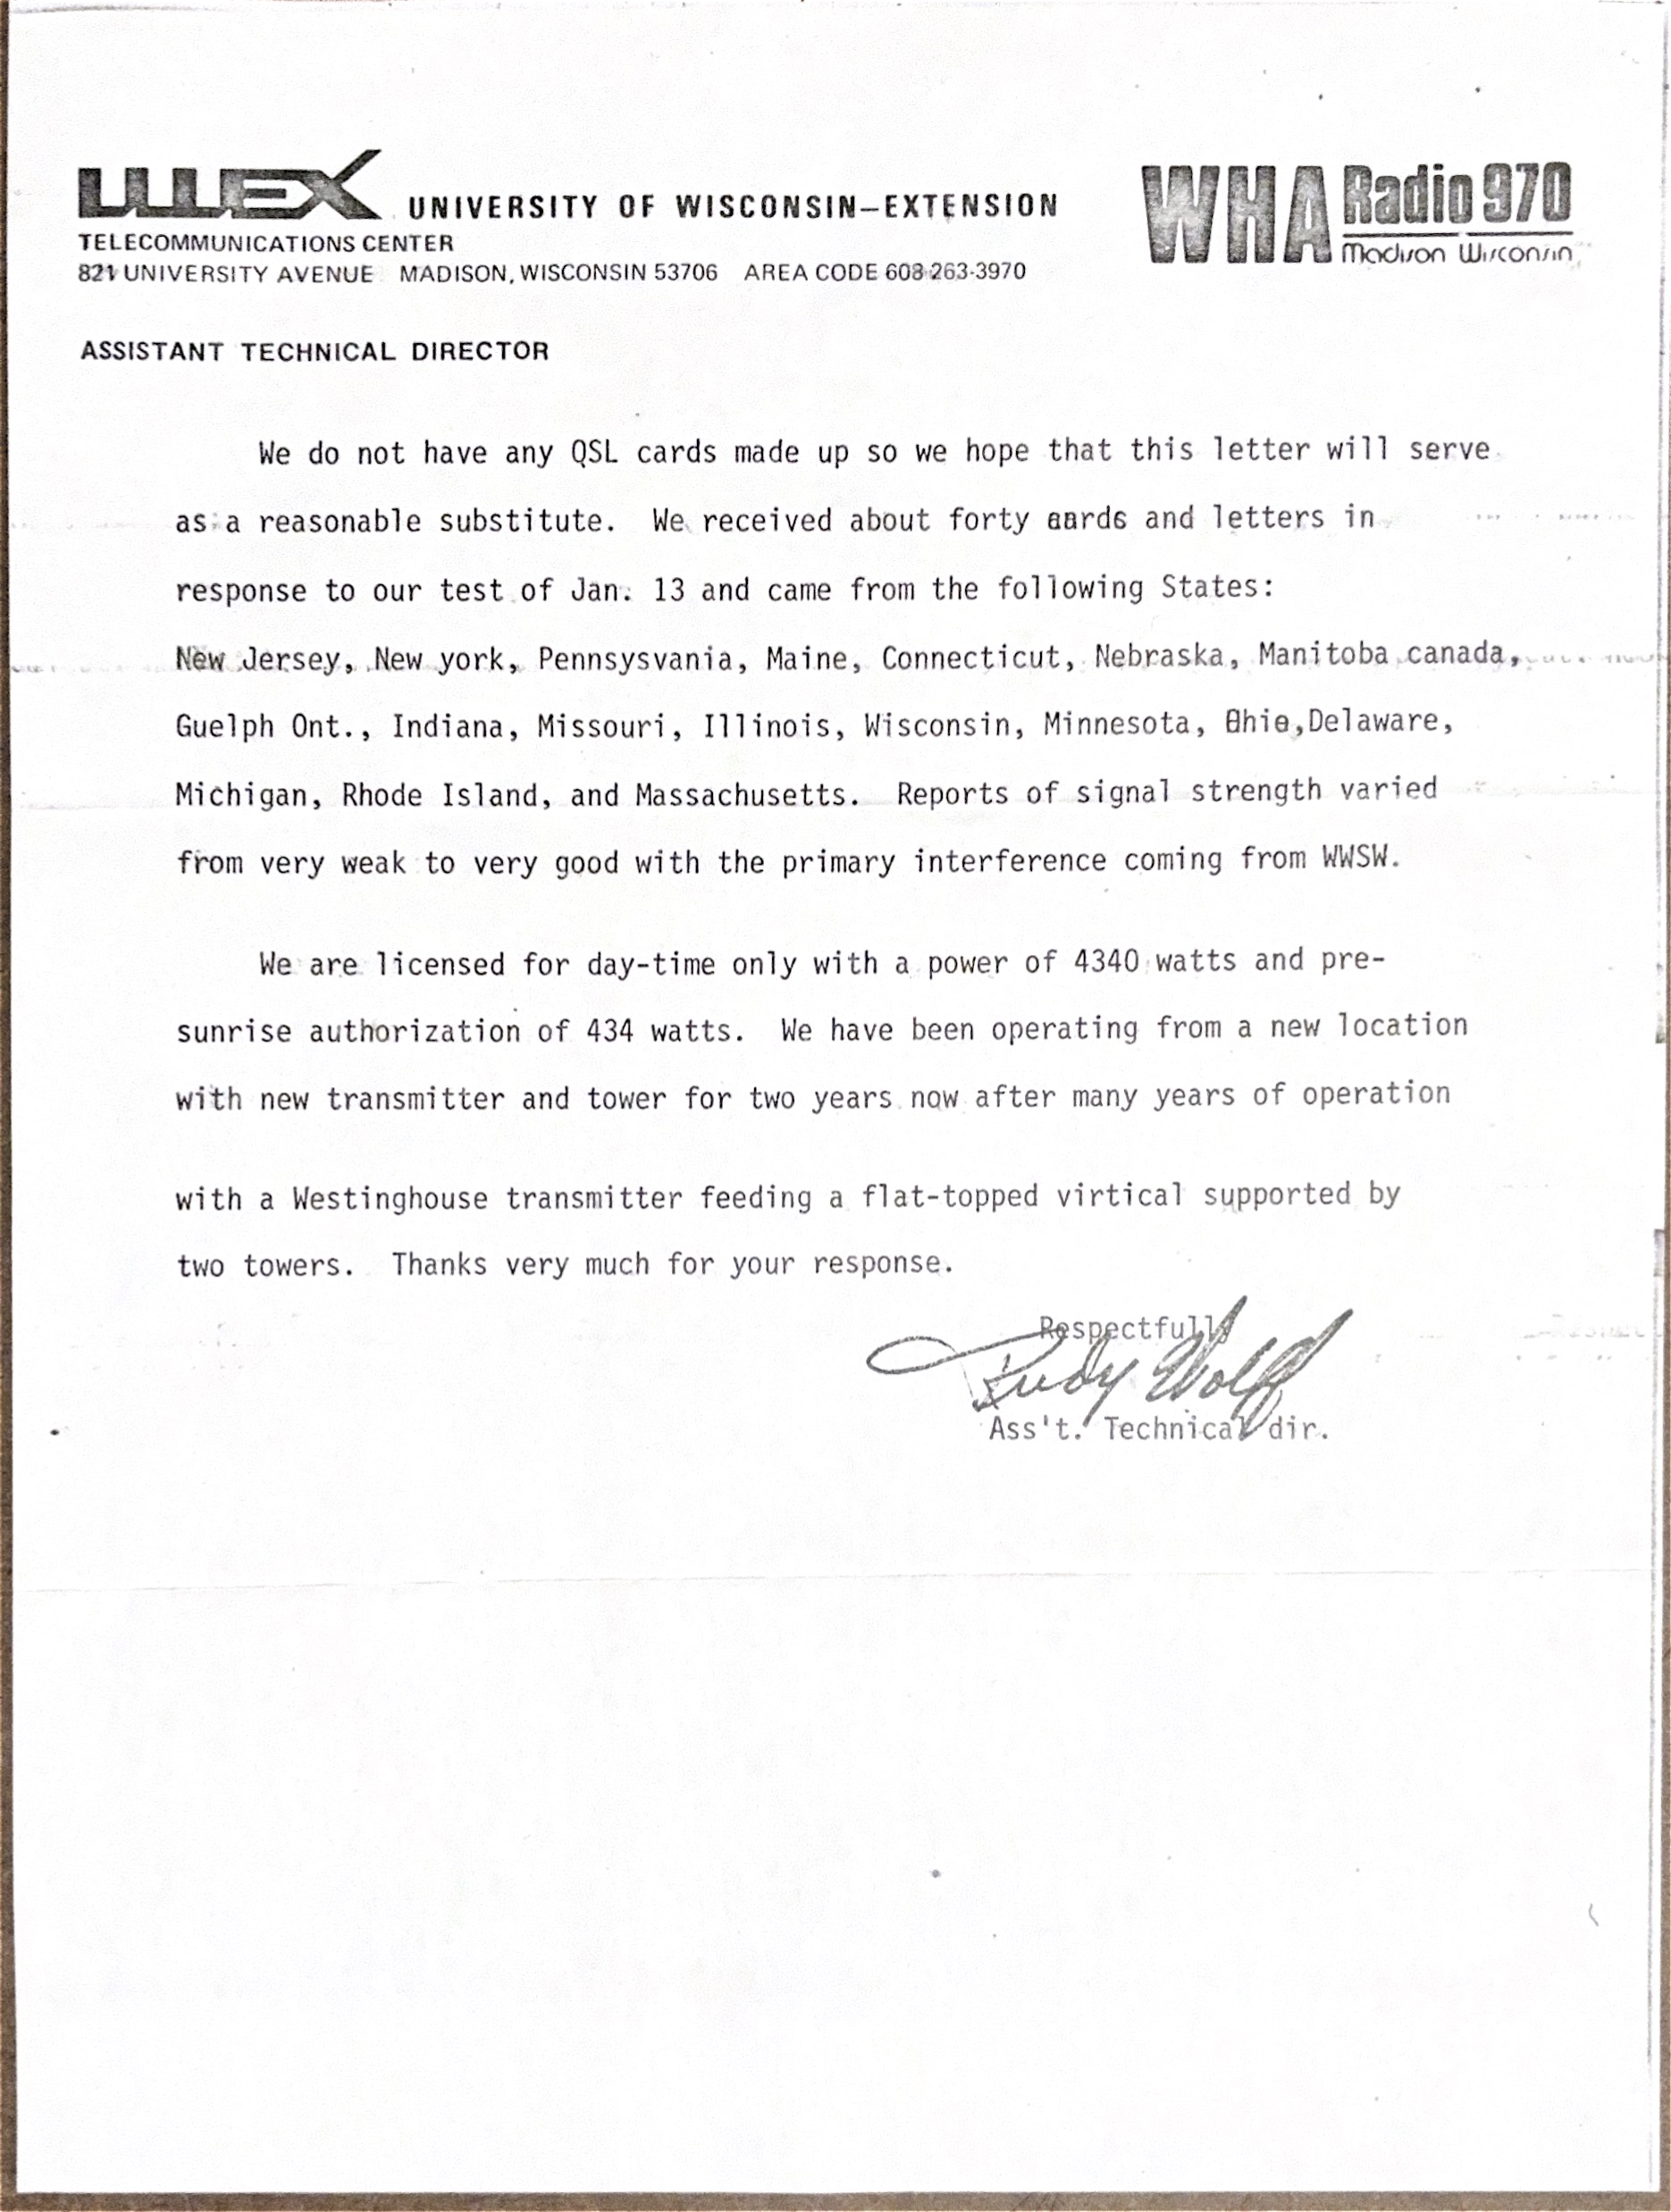 UWEX UNIVERSITY OF WISCONSIN–EXTENSION
TELECOMMUNICATIONS CENTER
821 UNIVERSITY AVENUE MADISON, WISCONSIN 53706 AREA CODE 608 263-3970
WHA Radio 970
Madison Wisconsin
ASSISTANT TECHNICAL DIRECTOR
We do not have any QSL cards made up so we hope that this letter will serve
as a reasonable substitute. We received about forty cards and letters in
response to our test of Jan. 13 and came from the following States:
New Jersey, New york, Pennsysvania, Maine, Connecticut, Nebraska, Manitoba canada,
Guelph Ont., Indiana, Missouri, Illinois, Wisconsin, Minnesota, Ohio,Delaware,
Michigan, Rhode Island, and Massachusetts. Reports of signal strength varied
from very weak to very good with the primary interference coming from WWSW.
We are licensed for day-time only with a power of 4340 watts and pre-
sunrise authorization of 434 watts. We have been operating from a new location
with new transmitter and tower for two years now after many years of operation
with a Westinghouse transmitter feeding a flat-topped virtical supported by
two towers. Thanks very much for your response.
Respectfully
Rudy Wolf
Ass't. Technical dir.